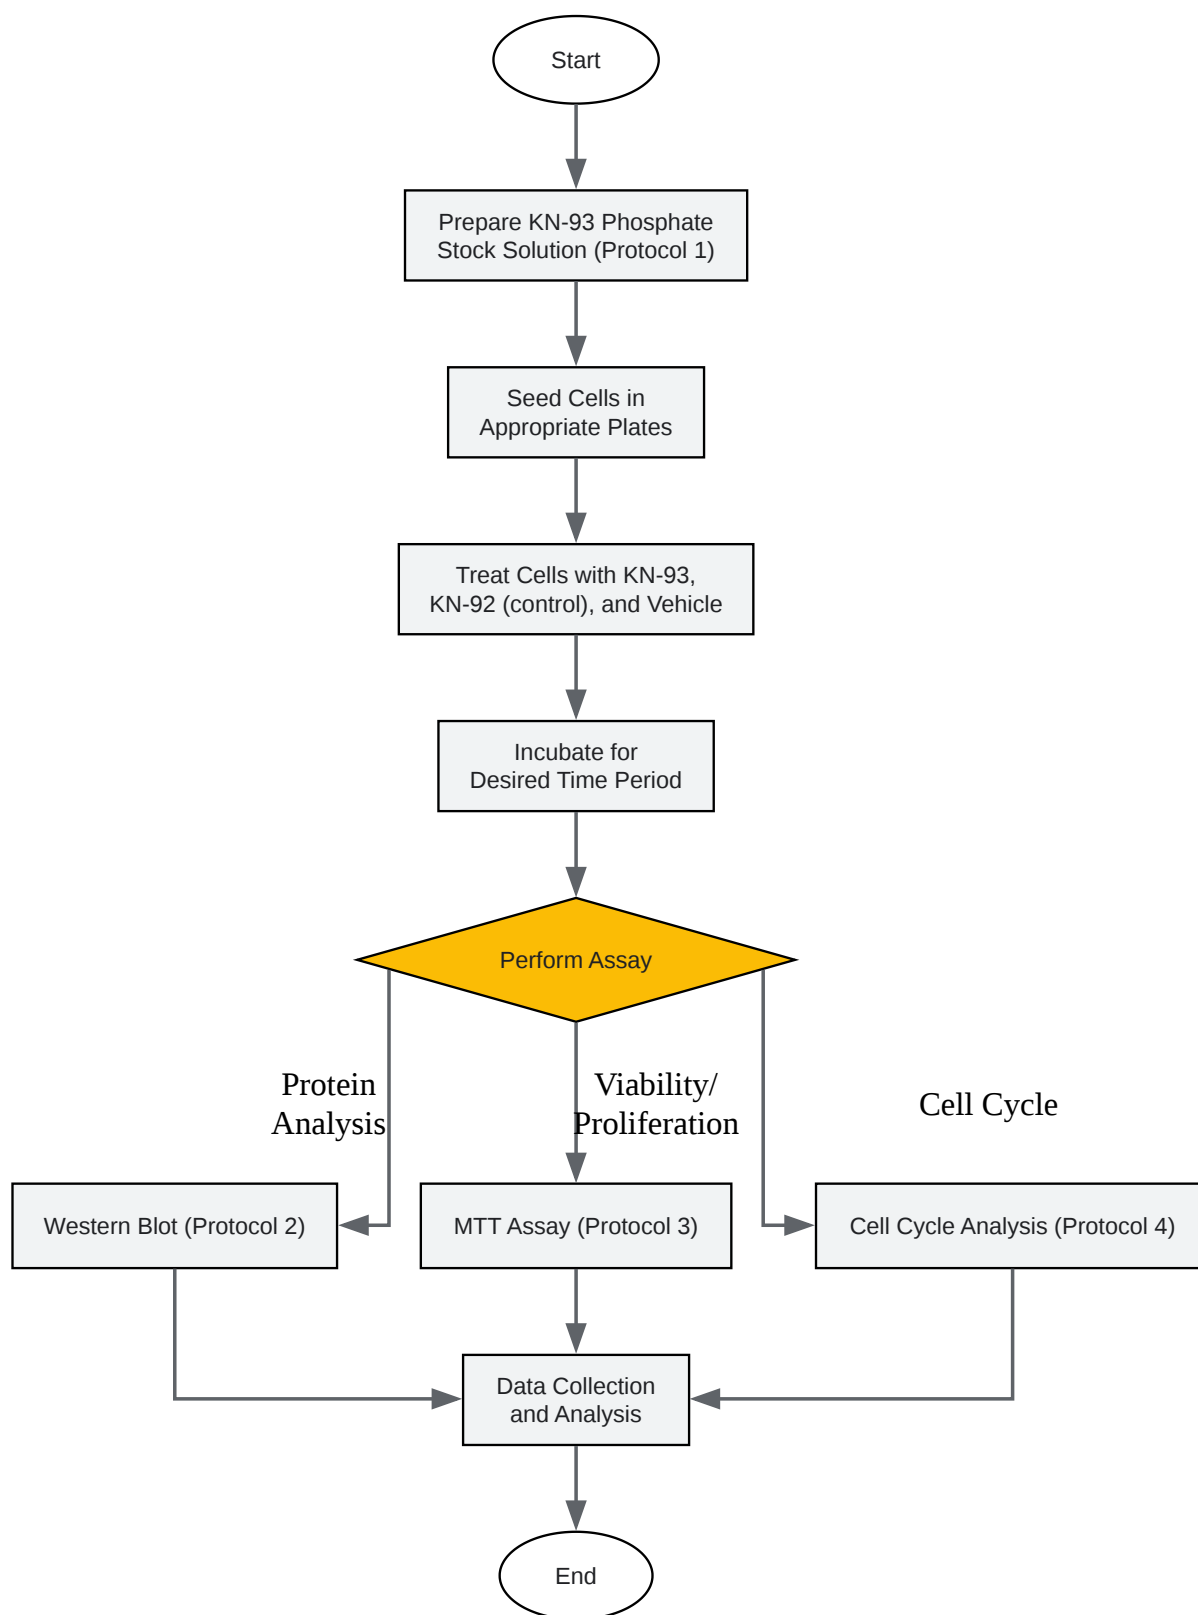 Start
Prepare KN-93 Phosphate
Stock Solution (Protocol 1)
Seed Cells in
Appropriate Plates
Treat Cells with KN-93,
KN-92 (control), and Vehicle
Incubate for
Desired Time Period
Perform Assay
Protein
Analysis
Viability/
Proliferation
Cell Cycle
Western Blot (Protocol 2)
MTT Assay (Protocol 3)
Cell Cycle Analysis (Protocol 4)
Data Collection
and Analysis
End